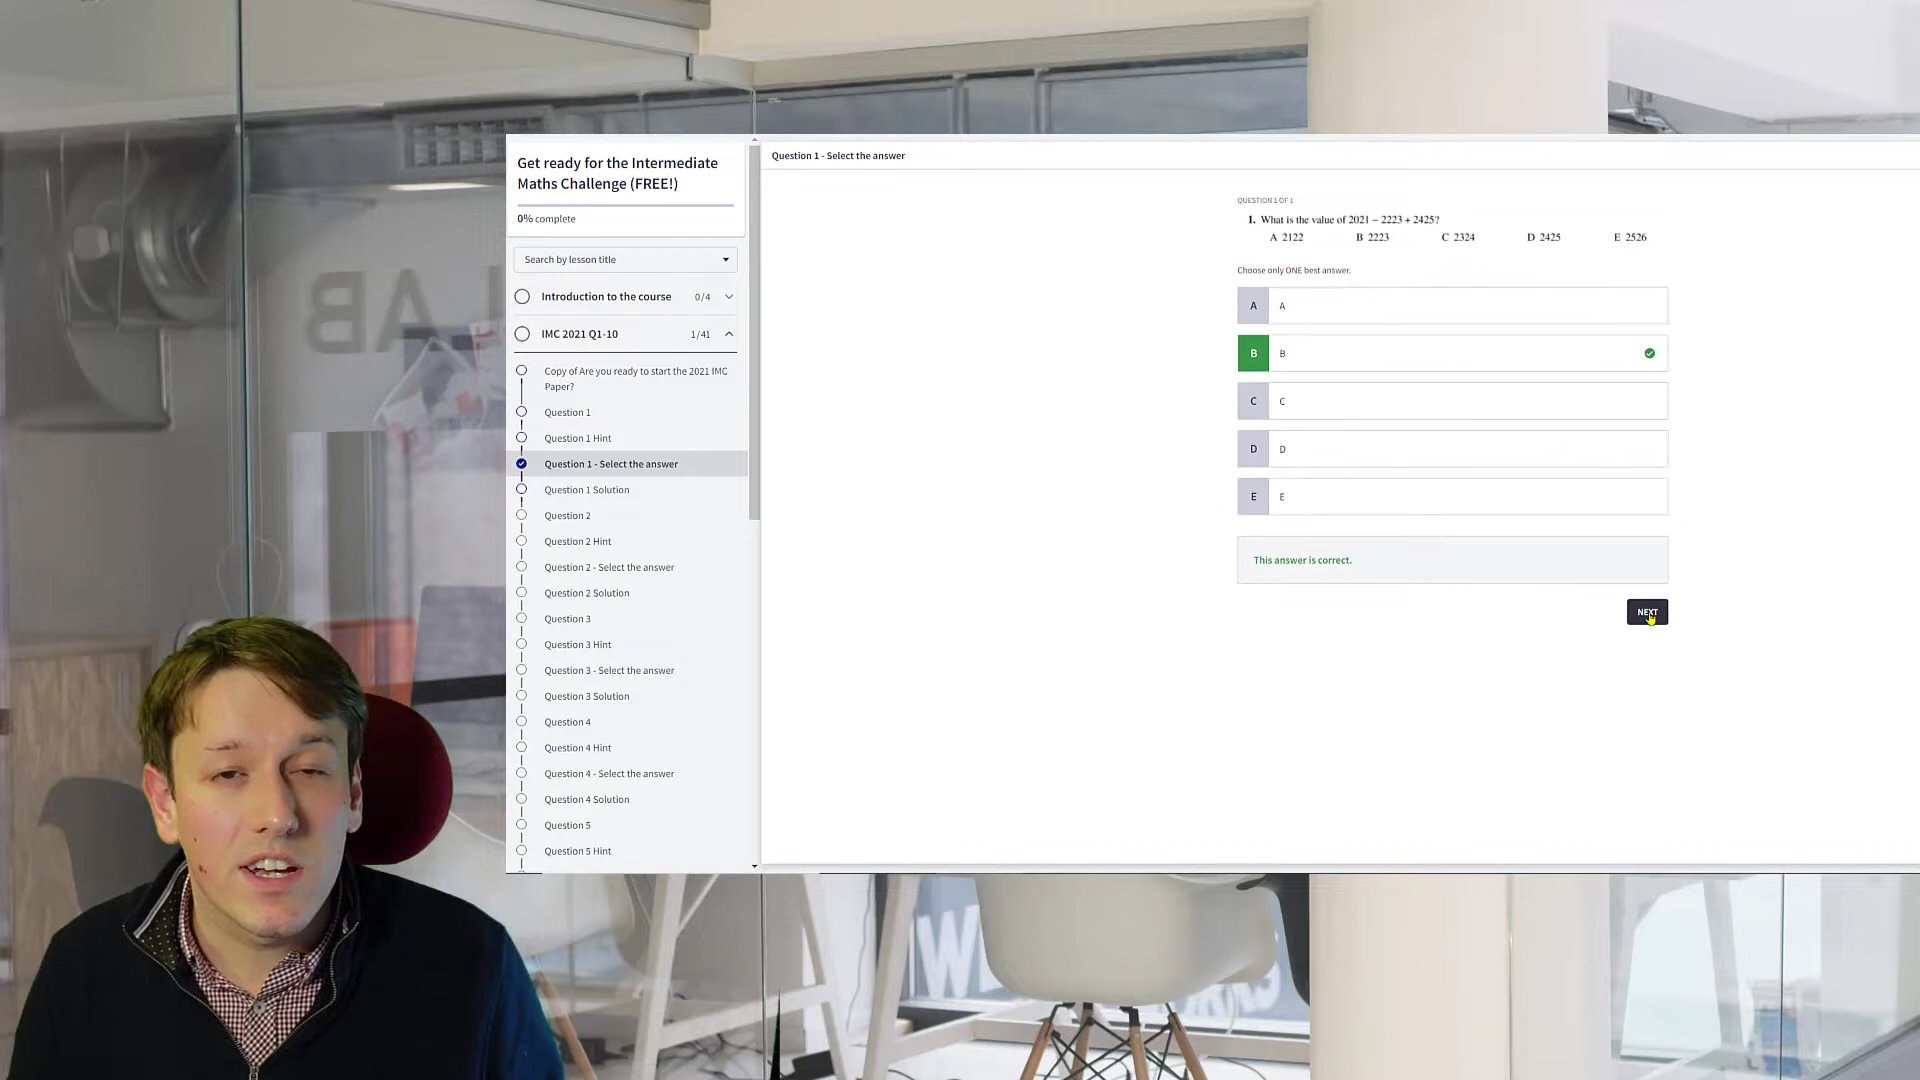 Get ready for the Intermediate
Maths Challenge (FREE!)
0% complete
Search by lesson title
Introduction to the course 0/4
IMC 2021 Q1-10 1/41
Copy of Are you ready to start the 2021 IMC
Paper?
Question 1
Question 1 Hint
Question 1 - Select the answer
Question 1 Solution
Question 2
Question 2 Hint
Question 2 - Select the answer
Question 2 Solution
Question 3
Question 3 Hint
Question 3 - Select the answer
Question 3 Solution
Question 4
Question 4 Hint
Question 4 - Select the answer
Question 4 Solution
Question 5
Question 5 Hint
Question 1 - Select the answer
QUESTION 1 OF 1
1. What is the value of 2021 − 2223 + 2425?
A 2122 B 2223 C 2324 D 2425 E 2526
Choose only ONE best answer.
A A
B B
C C
D D
E E
This answer is correct.
NEXT
LAB